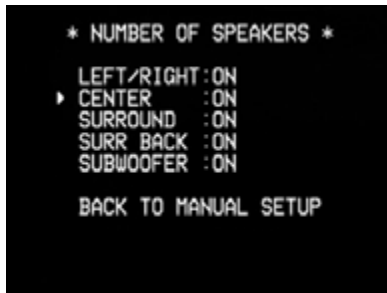 * NUMBER OF SPEAKERS *
LEFT/RIGHT:ON
CENTER :ON
SURROUND :ON
SURR BACK :ON
SUBWOOFER :ON
BACK TO MANUAL SETUP